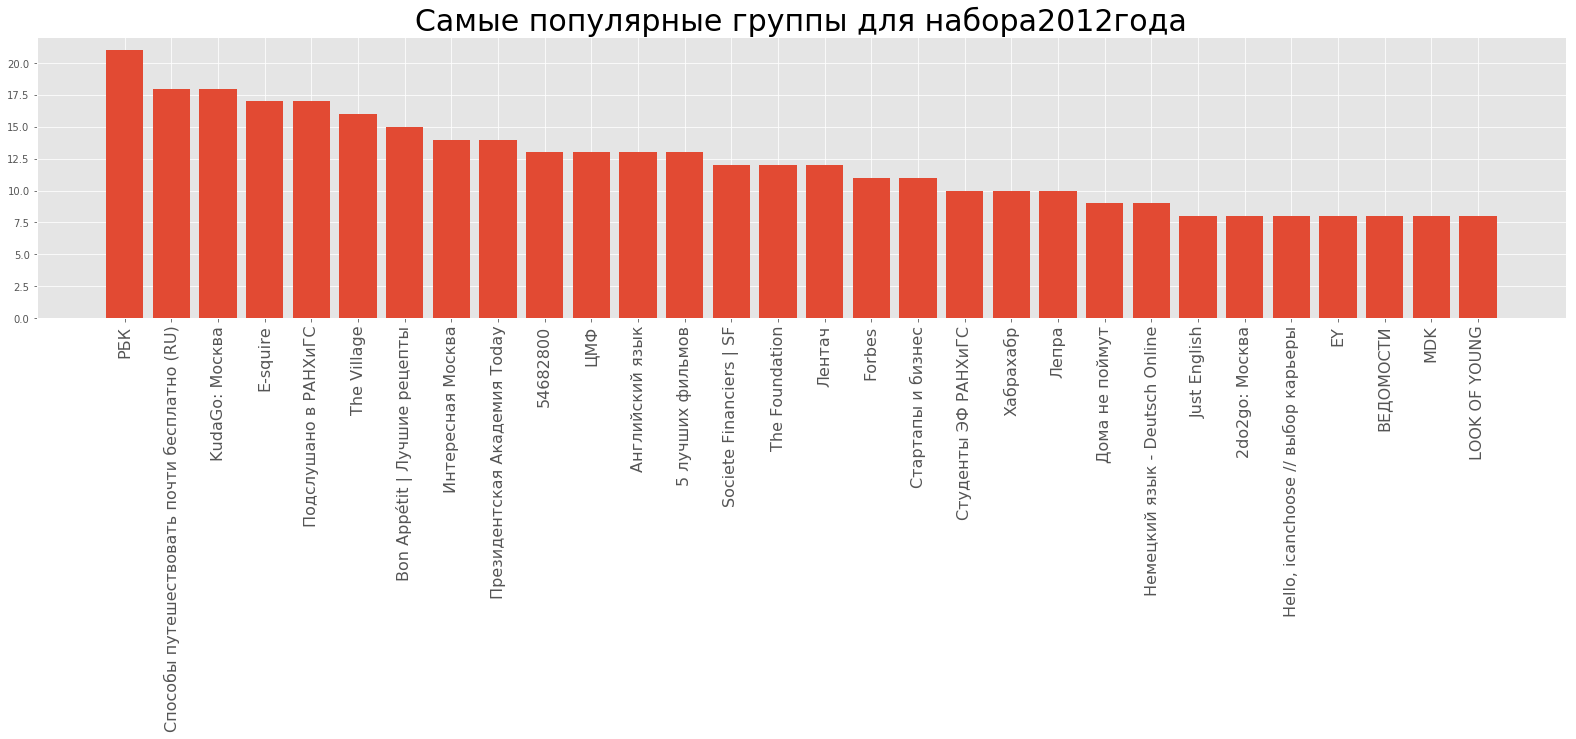 Самые популярные группы для набора2012года
20.0
17.5
15.0
12.5
10.0
7.5
5.0
2.5
0.0
РБК
Способы путешествовать почти бесплатно (RU)
KudaGo: Москва
E-squire
Подслушано в РАНХиГС
The Village
Bon Appétit | Лучшие рецепты
Интересная Москва
Президентская Академия Today
54682800
ЦМФ
Английский язык
5 лучших фильмов
Societe Financiers | SF
The Foundation
Лентач
Forbes
Стартапы и бизнес
Студенты ЭФ РАНХиГС
Хабрахабр
Лепра
Дома не поймут
Немецкий язык - Deutsch Online
Just English
2do2go: Москва
Hello, icanchoose // выбор карьеры
EY
ВЕДОМОСТИ
MDK
LOOK OF YOUNG